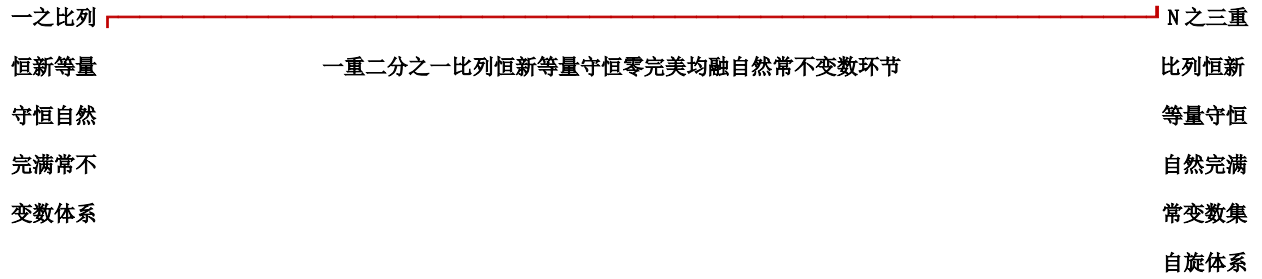 一之比列
恒新等量
守恒自然
完满常不
变数体系
一重二分之一比列恒新等量守恒零完美均融自然常不变数环节
N之三重
比列恒新
等量守恒
自然完满
常变数集
自旋体系